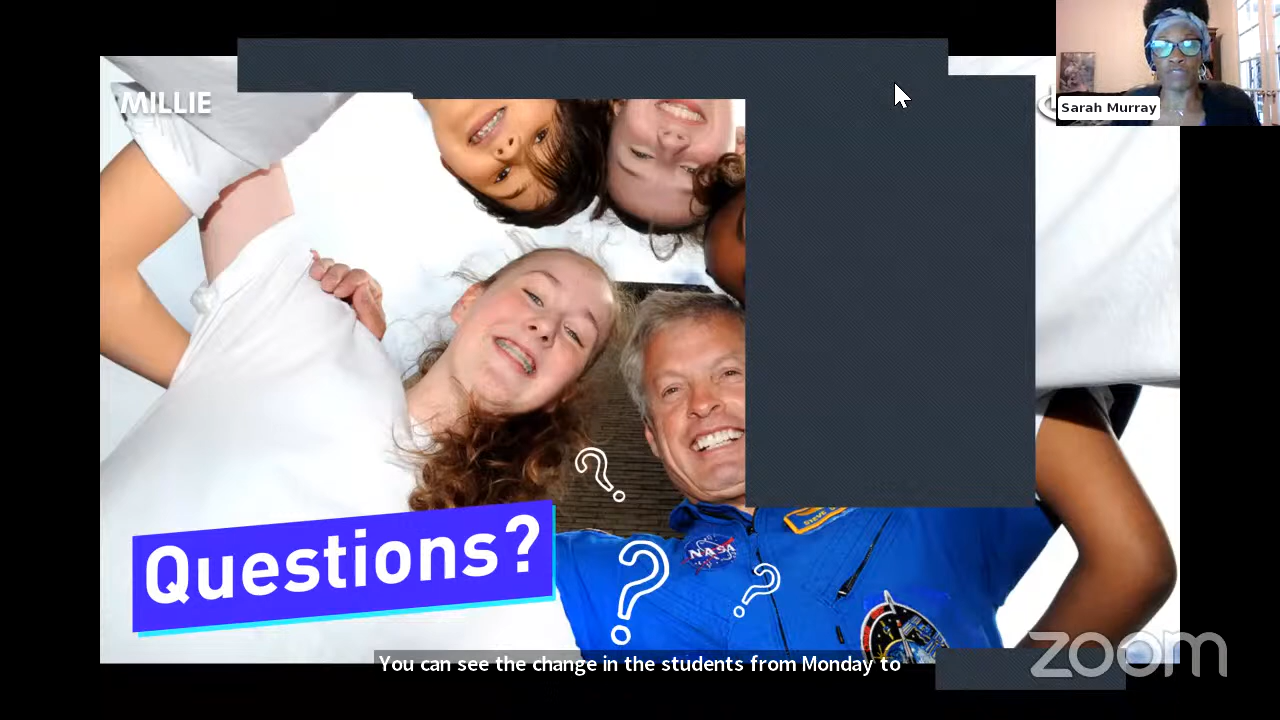 MILLIE
Sarah Murray
NASA
Questions?
You can see the change in the students from Monday to
zoom